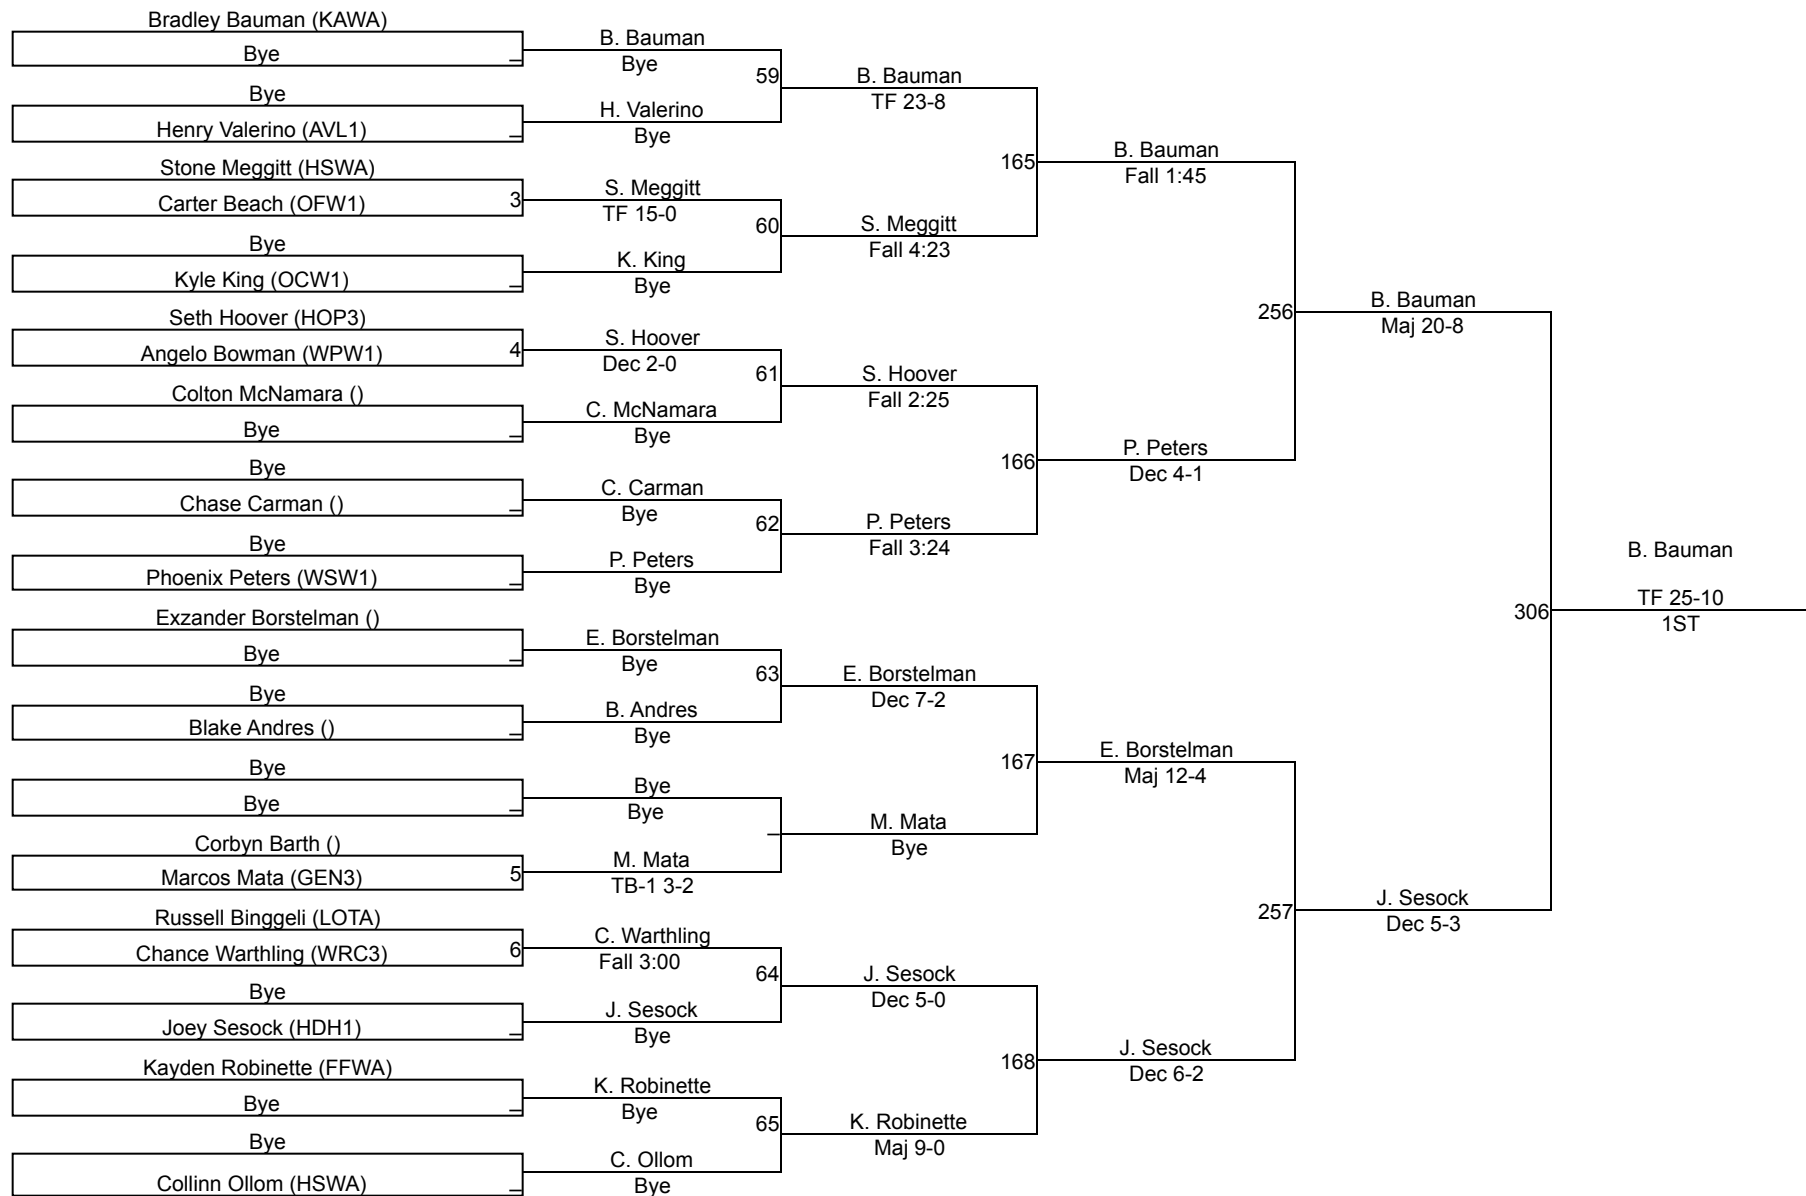 Bradley Bauman (KAWA)
Bye _
Bye
Henry Valerino (AVL1) _
Stone Meggitt (HSWA)
Carter Beach (OFW1) 3
Bye
Kyle King (OCW1) _
Seth Hoover (HOP3)
Angelo Bowman (WPW1) 4
Colton McNamara ()
Bye _
Bye
Chase Carman () _
Bye
Phoenix Peters (WSW1) _
Exzander Borstelman ()
Bye _
Bye
Blake Andres () _
Bye
Bye _
Corbyn Barth ()
Marcos Mata (GEN3) 5
Russell Binggeli (LOTA)
Chance Warthling (WRC3) 6
Bye
Joey Sesock (HDH1) _
Kayden Robinette (FFWA)
Bye _
Bye
Collinn Ollom (HSWA) _
B. Bauman
Bye
59
H. Valerino
Bye
S. Meggitt
TF 15-0
60
K. King
Bye
S. Hoover
Dec 2-0
61
C. McNamara
Bye
C. Carman
Bye
62
P. Peters
Bye
E. Borstelman
Bye
63
B. Andres
Bye
Bye
Bye
_
M. Mata
TB-1 3-2
C. Warthling
Fall 3:00
64
J. Sesock
Bye
K. Robinette
Bye
65
C. Ollom
Bye
B. Bauman
TF 23-8
165
S. Meggitt
Fall 4:23
S. Hoover
Fall 2:25
166
P. Peters
Fall 3:24
E. Borstelman
Dec 7-2
167
M. Mata
Bye
J. Sesock
Dec 5-0
168
K. Robinette
Maj 9-0
B. Bauman
Fall 1:45
256
P. Peters
Dec 4-1
E. Borstelman
Maj 12-4
257
J. Sesock
Dec 6-2
B. Bauman
Maj 20-8
306
J. Sesock
Dec 5-3
B. Bauman
TF 25-10
1ST